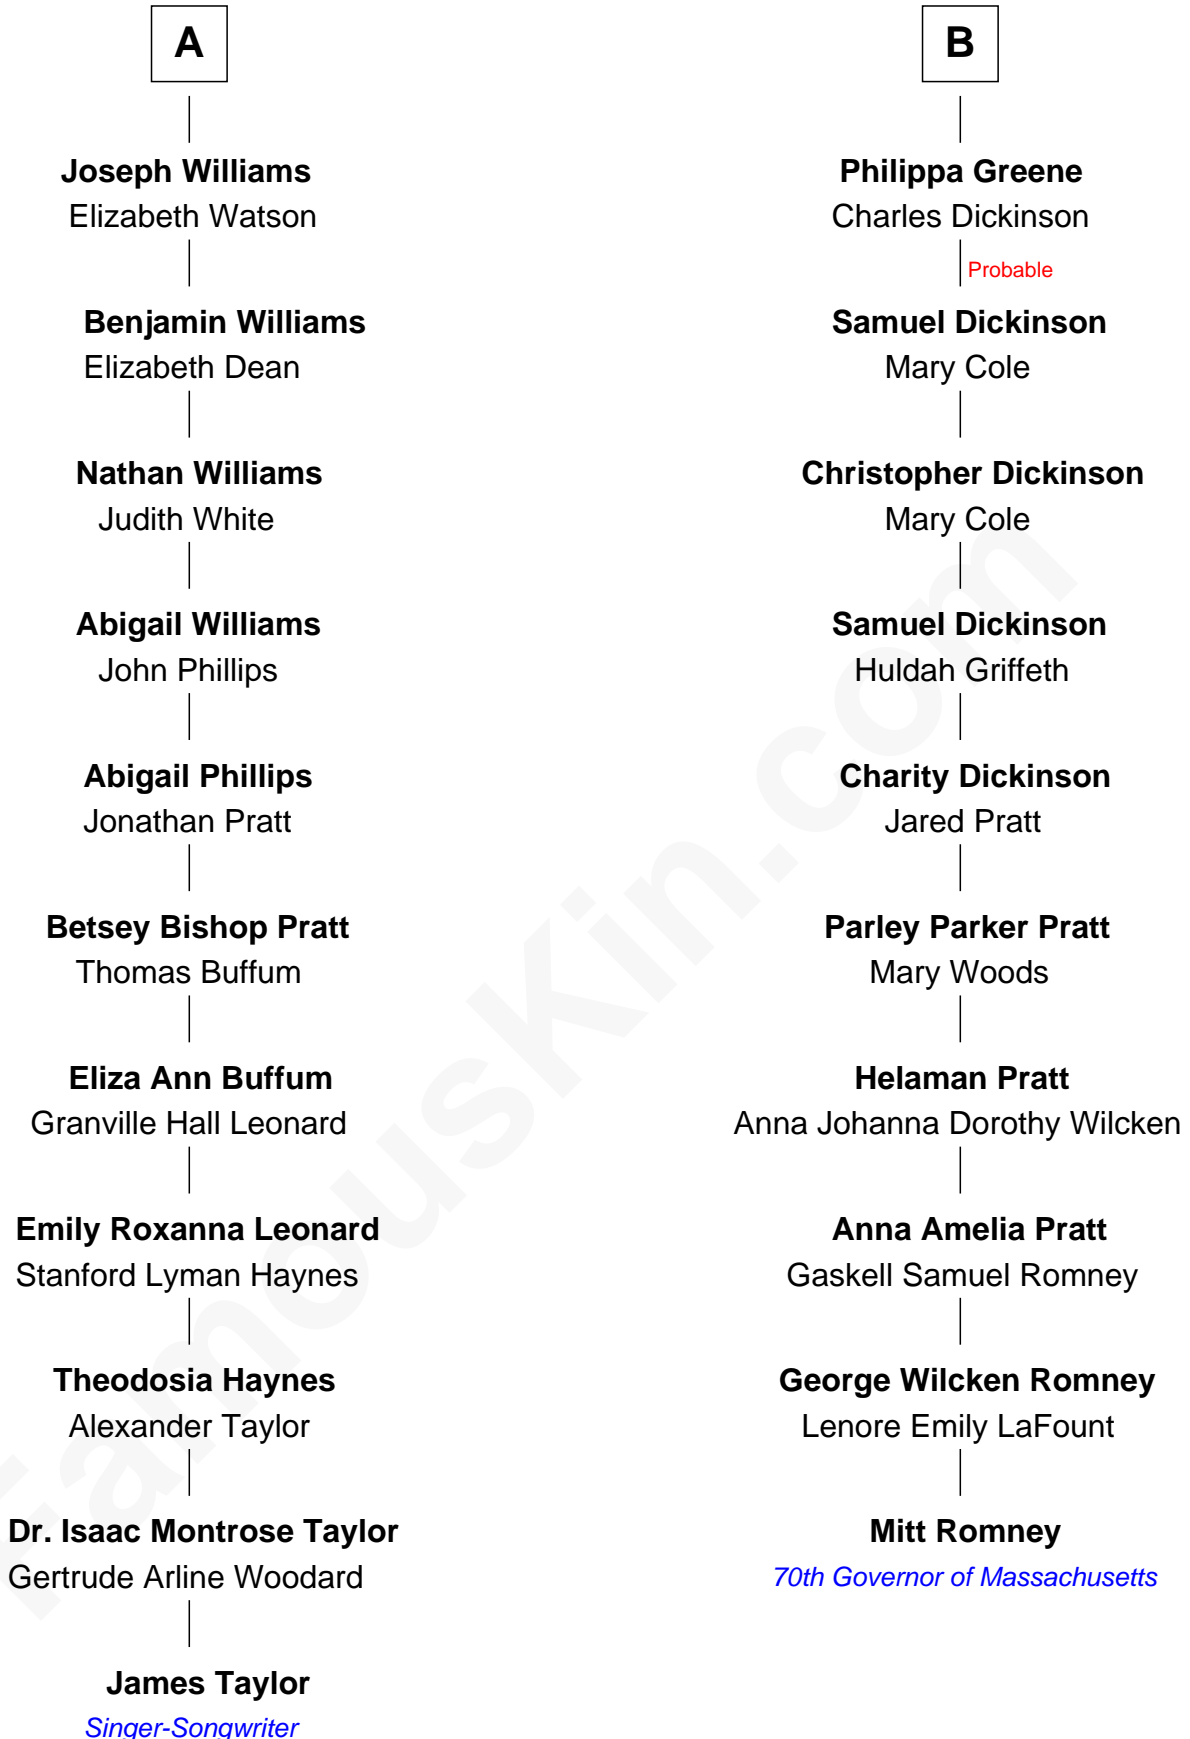 A
Joseph Williams
Elizabeth Watson
Benjamin Williams
Elizabeth Dean
Nathan Williams
Judith White
Abigail Williams
John Phillips
Abigail Phillips
Jonathan Pratt
Betsey Bishop Pratt
Thomas Buffum
Eliza Ann Buffum
Granville Hall Leonard
Emily Roxanna Leonard
Stanford Lyman Haynes
Theodosia Haynes
Alexander Taylor
Dr. Isaac Montrose Taylor
Gertrude Arline Woodard
James Taylor
Singer-Songwriter
B
Philippa Greene
Charles Dickinson
Probable
Samuel Dickinson
Mary Cole
Christopher Dickinson
Mary Cole
Samuel Dickinson
Huldah Griffeth
Charity Dickinson
Jared Pratt
Parley Parker Pratt
Mary Woods
Helaman Pratt
Anna Johanna Dorothy Wilcken
Anna Amelia Pratt
Gaskell Samuel Romney
George Wilcken Romney
Lenore Emily LaFount
Mitt Romney
70th Governor of Massachusetts
FamousKin.com